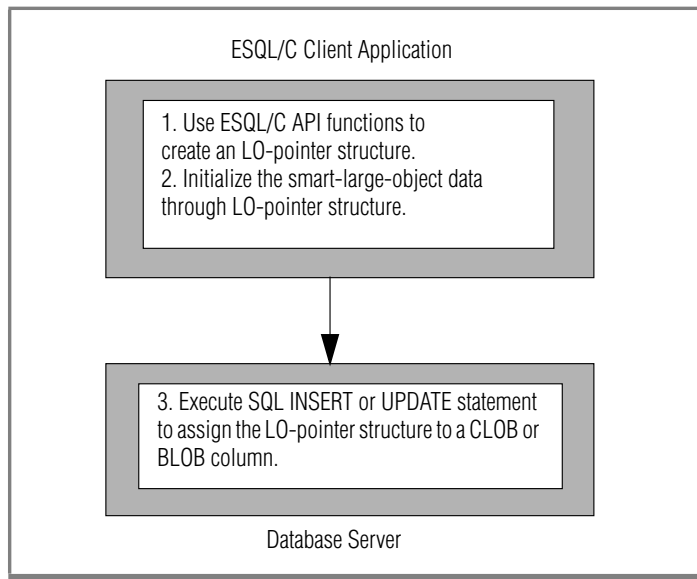 ESQL/C Client Application
1. Use ESQL/C API functions to
create an LO-pointer structure.
2. Initialize the smart-large-object data
through LO-pointer structure.
3. Execute SQL INSERT or UPDATE statement
to assign the LO-pointer structure to a CLOB or
BLOB column.
Database Server